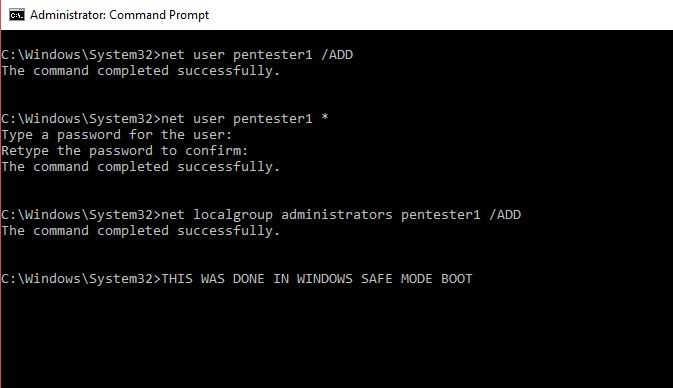 Administrator: Command Prompt
C:\Windows\System32>net user pentester1 /ADD
The command completed successfully.
C:\Windows\System32>net user pentester1 *
Type a password for the user:
Retype the password to confirm:
The command completed successfully.
C:\Windows\System32>net localgroup administrators pentester1 /ADD
The command completed successfully.
C:\Windows\System32>THIS WAS DONE IN WINDOWS SAFE MODE BOOT